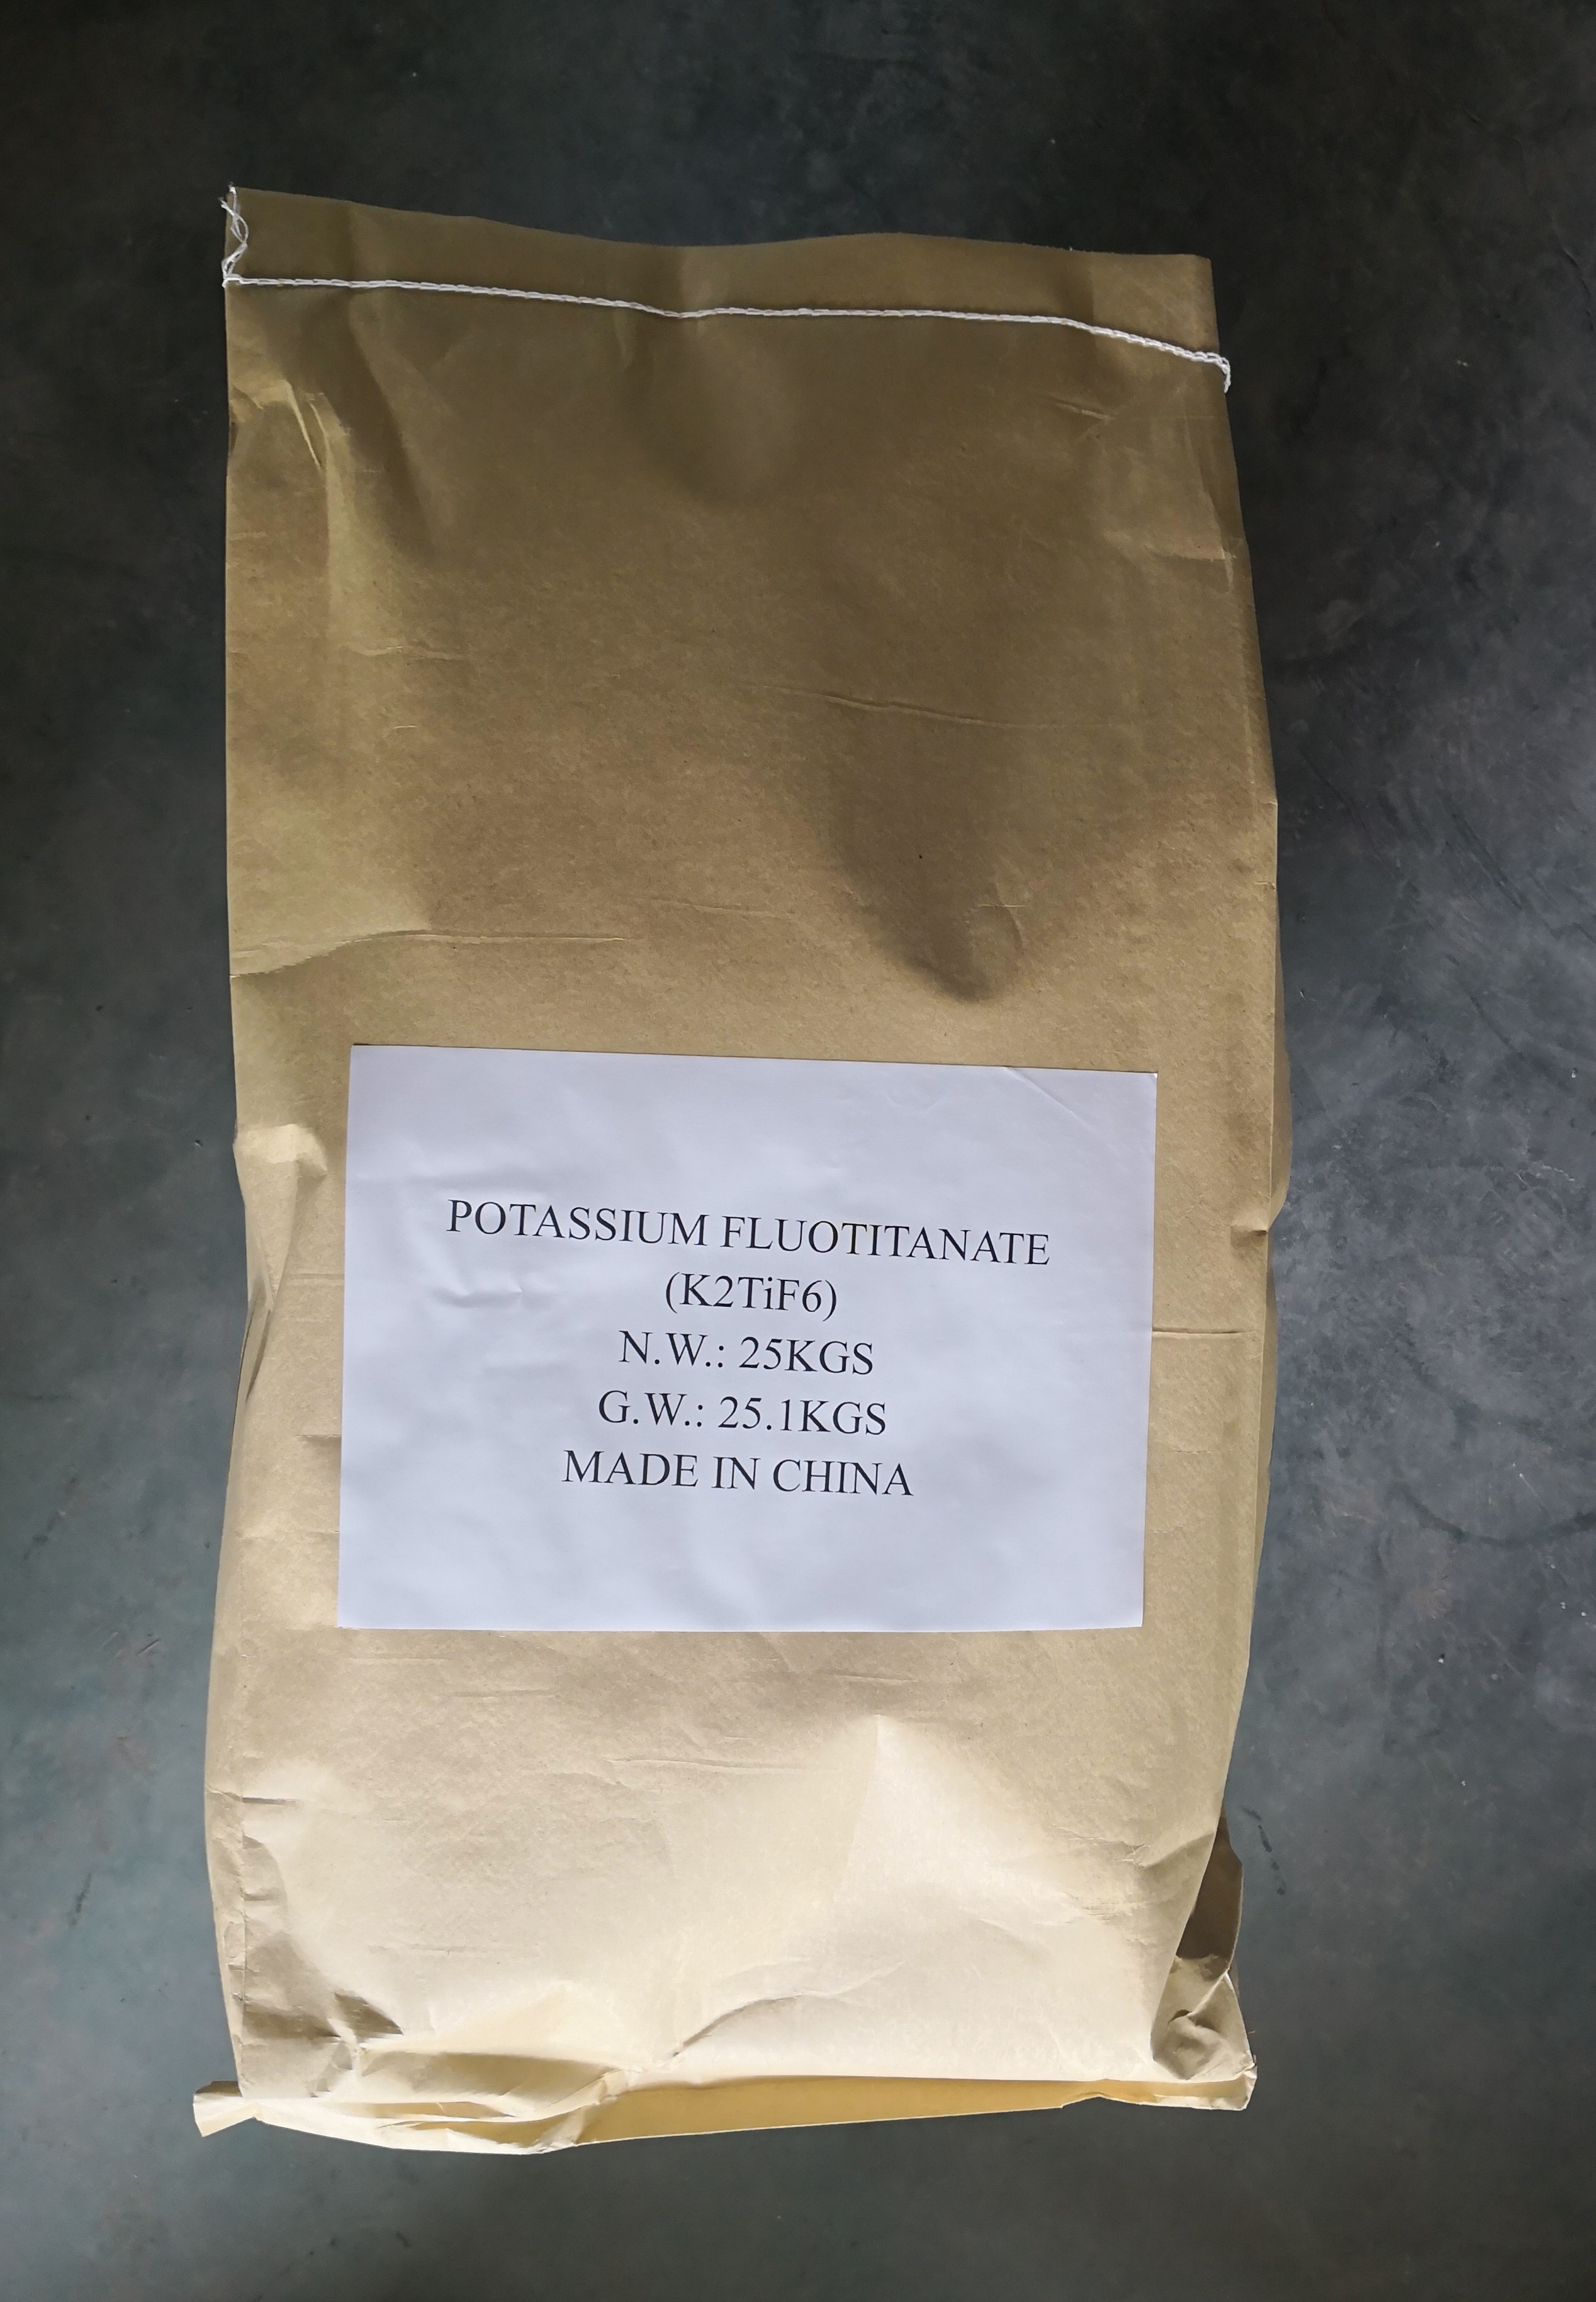 POTASSIUM FLUOTITANATE
(K2TiF6)
N.W.: 25KGS
G.W.: 25.1KGS
MADE IN CHINA